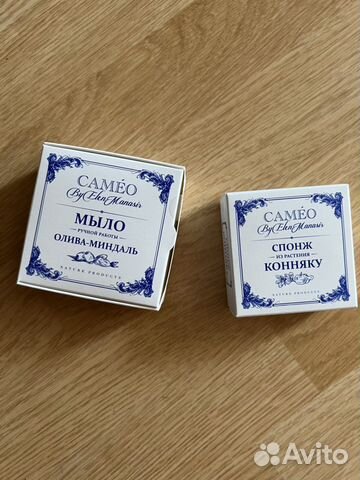 CAMÉO
By Elen Manasir
МЫЛО
РУЧНОЙ РАБОТЫ
ОЛИВА-МИНДАЛЬ
NATURE PRODUCTS
CAMÉO
By Elen Manasir
СПОНЖ
ИЗ РАСТЕНИЯ
КОННЯКУ
NATURE PRODUCTS
Avito